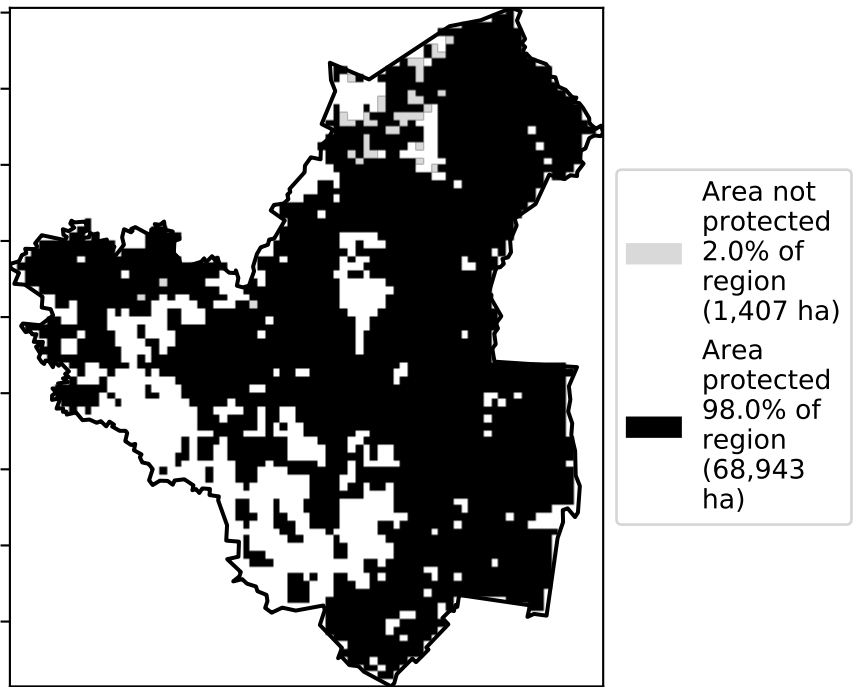 Area not
protected
2.0% of
region
(1,407 ha)
Area
protected
98.0% of
region
(68,943
ha)